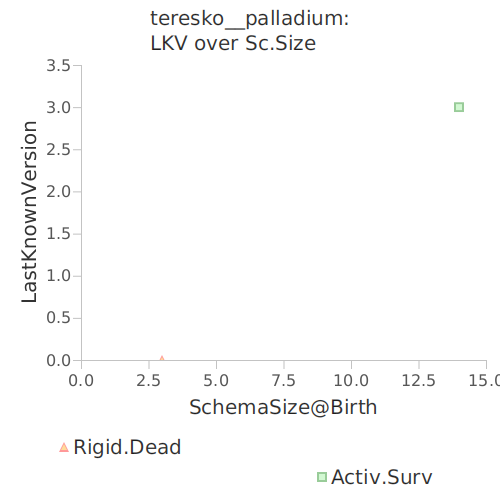 teresko__palladium:
LKV over Sc.Size
3.5
3.0
2.5
2.0
1.5
1.0
0.5
0.0
LastKnownVersion
0.0 2.5 5.0 7.5 10.0 12.5 15.0
SchemaSize@Birth
Rigid.Dead
Activ.Surv